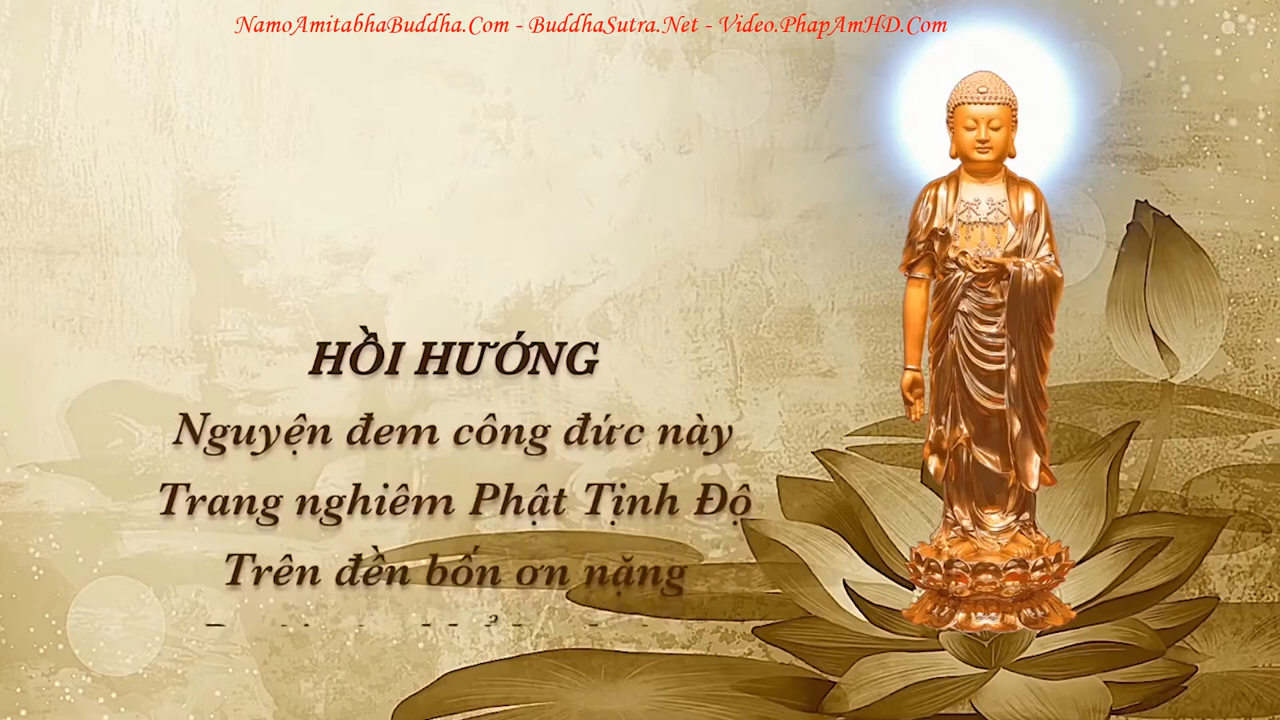 NamoAmitabhaBuddha.Com - BuddhaSutra.Net - Video.PhapAmHD.Com
HỒI HƯỚNG
Nguyện đem công đức này
Trang nghiêm Phật Tịnh Độ
Trên đền bốn ơn nặng